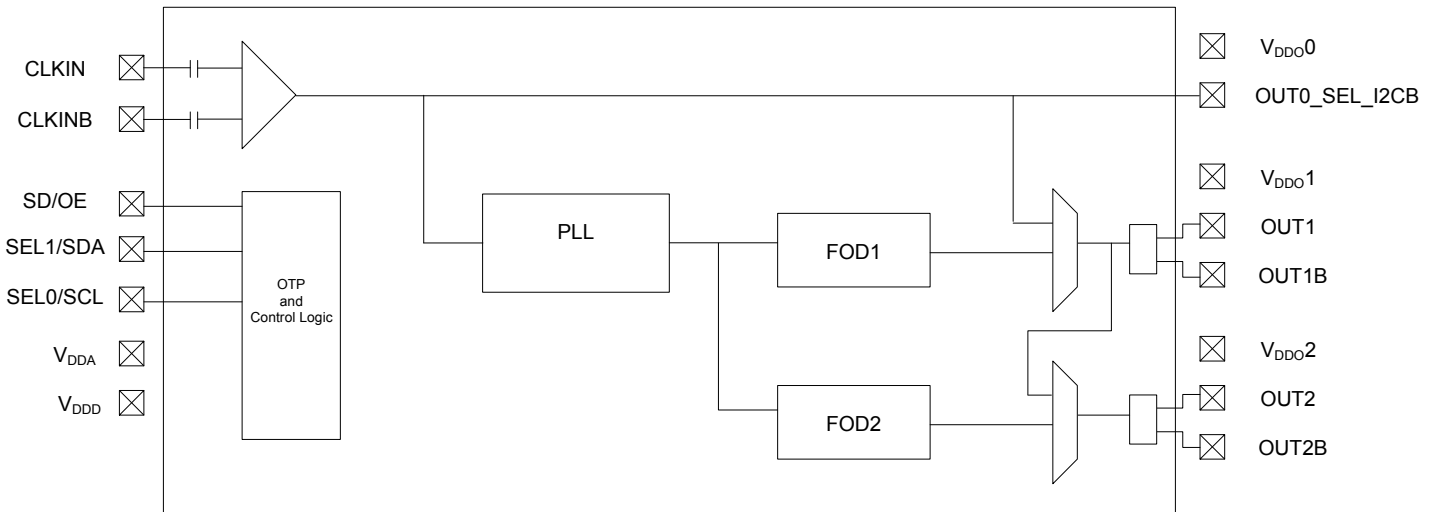 CLKIN
CLKINB
SD/OE
SEL1/SDA
SEL0/SCL
VDDA
VDDD
OTP
and
Control Logic
PLL
FOD1
FOD2
VDDO0
OUT0_SEL_I2CB
VDDO1
OUT1
OUT1B
VDDO2
OUT2
OUT2B